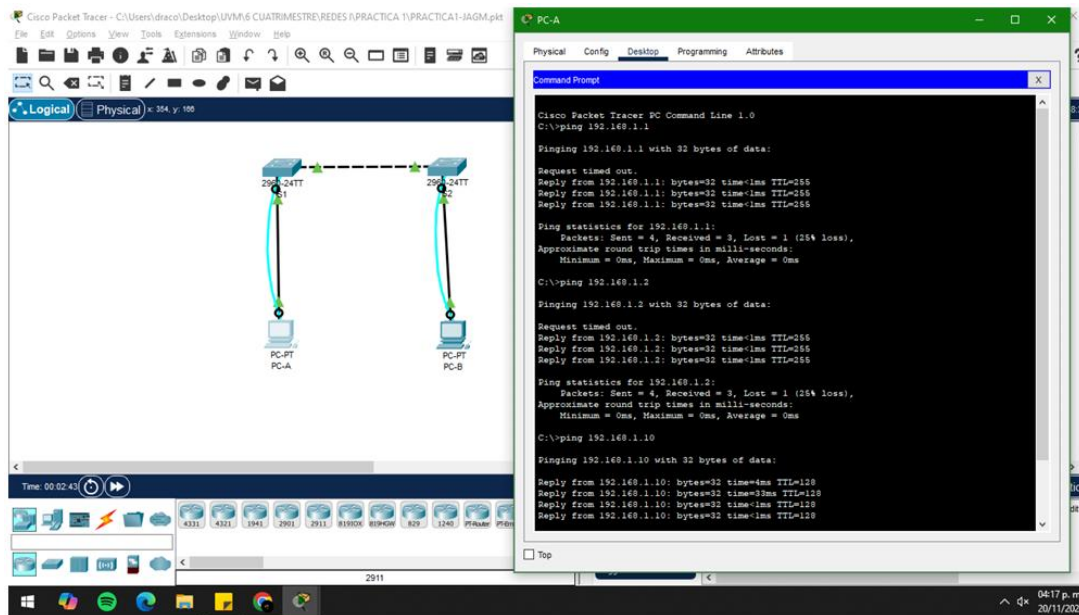 Cisco Packet Tracer - C:\Users\draco\Desktop\UVM\6 CUATRIMESTRE\REDES I\PRACTICA 1\PRACTICA1-JAGM.pkt
File Edit Options View Tools Extensions Window Help
Logical Physical x: 354, y: 166
2960-24TT
S1
2960-24TT
S2
PC-PT
PC-A
PC-PT
PC-B
Time: 00:02:43
4331 4321 1941 2901 2911 819IOX 819HGW 829 1240 PT-Router
2911
PC-A
Physical Config Desktop Programming Attributes
Command Prompt
X
Cisco Packet Tracer PC Command Line 1.0
C:\>ping 192.168.1.1
Pinging 192.168.1.1 with 32 bytes of data:
Request timed out.
Reply from 192.168.1.1: bytes=32 time<1ms TTL=255
Reply from 192.168.1.1: bytes=32 time<1ms TTL=255
Reply from 192.168.1.1: bytes=32 time<1ms TTL=255
Ping statistics for 192.168.1.1:
Packets: Sent = 4, Received = 3, Lost = 1 (25% loss),
Approximate round trip times in milli-seconds:
Minimum = 0ms, Maximum = 0ms, Average = 0ms
C:\>ping 192.168.1.2
Pinging 192.168.1.2 with 32 bytes of data:
Request timed out.
Reply from 192.168.1.2: bytes=32 time<1ms TTL=255
Reply from 192.168.1.2: bytes=32 time<1ms TTL=255
Reply from 192.168.1.2: bytes=32 time<1ms TTL=255
Ping statistics for 192.168.1.2:
Packets: Sent = 4, Received = 3, Lost = 1 (25% loss),
Approximate round trip times in milli-seconds:
Minimum = 0ms, Maximum = 0ms, Average = 0ms
C:\>ping 192.168.1.10
Pinging 192.168.1.10 with 32 bytes of data:
Reply from 192.168.1.10: bytes=32 time=4ms TTL=128
Reply from 192.168.1.10: bytes=32 time=33ms TTL=128
Reply from 192.168.1.10: bytes=32 time<1ms TTL=128
Reply from 192.168.1.10: bytes=32 time<1ms TTL=128
Top
04:17 p. m
20/11/202